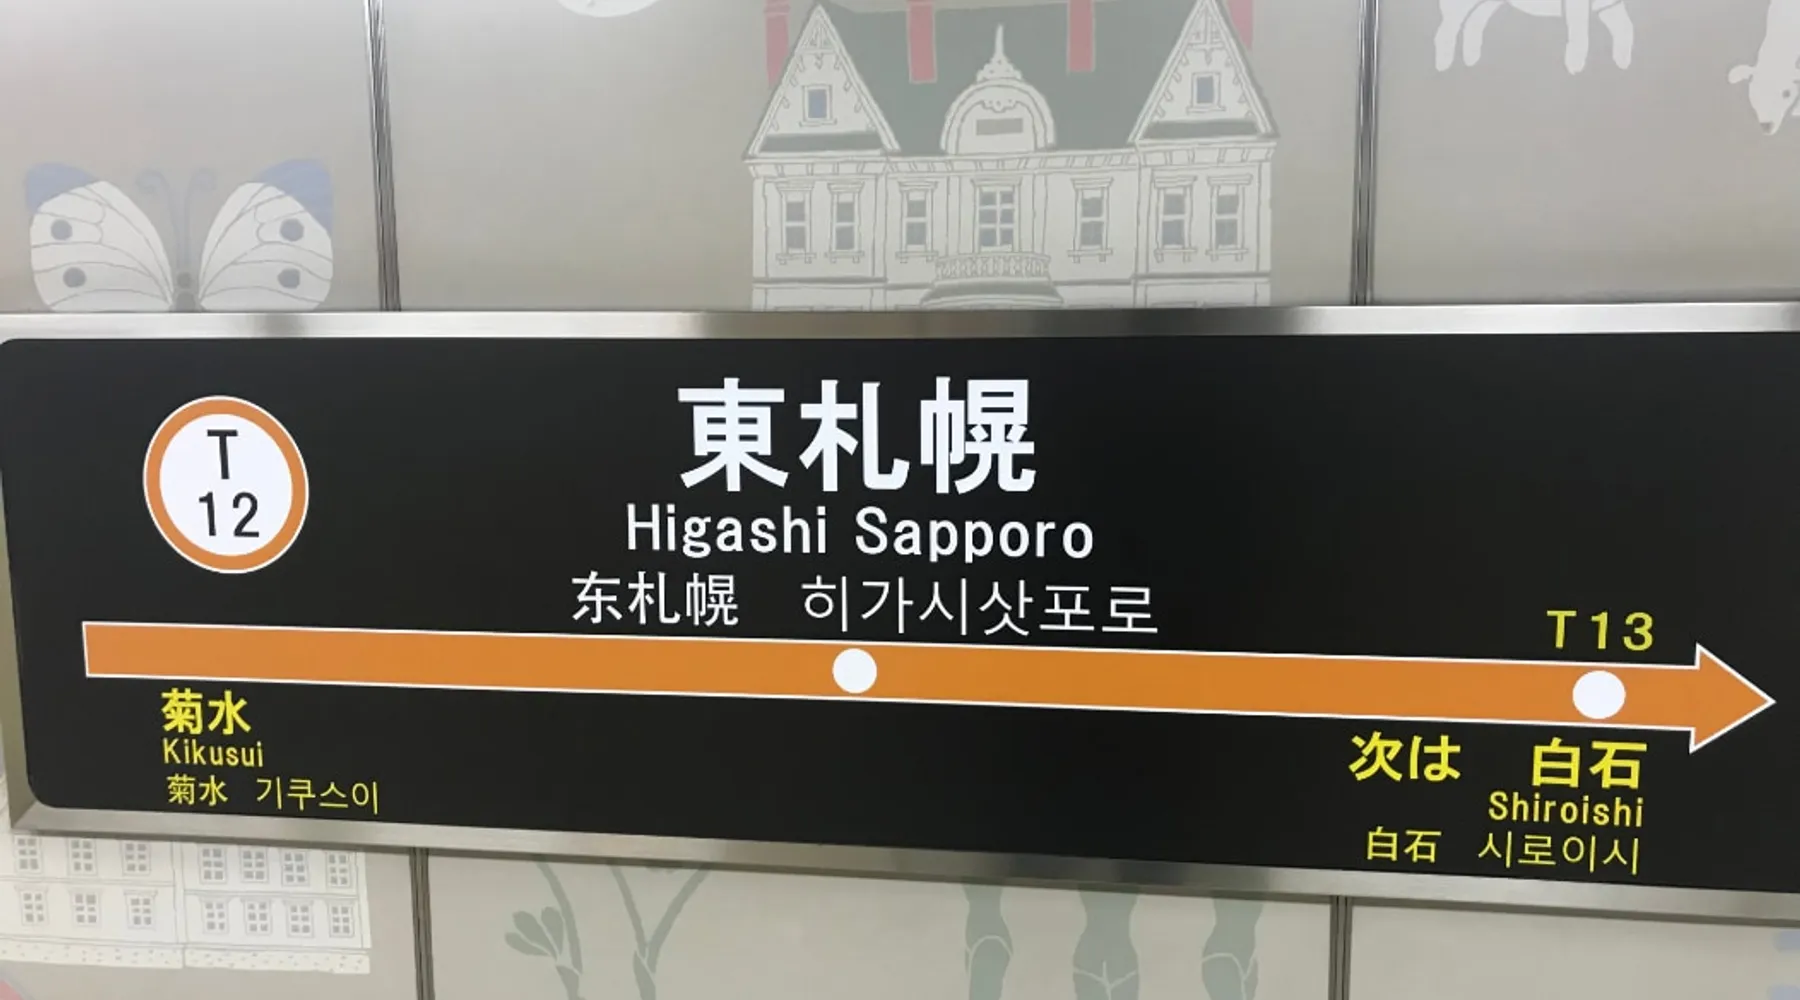 T
12
東札幌
Higashi Sapporo
东札幌 히가시삿포로
T13
菊水
Kikusui
菊水 기쿠스이
次は 白石
Shiroishi
白石 시로이시